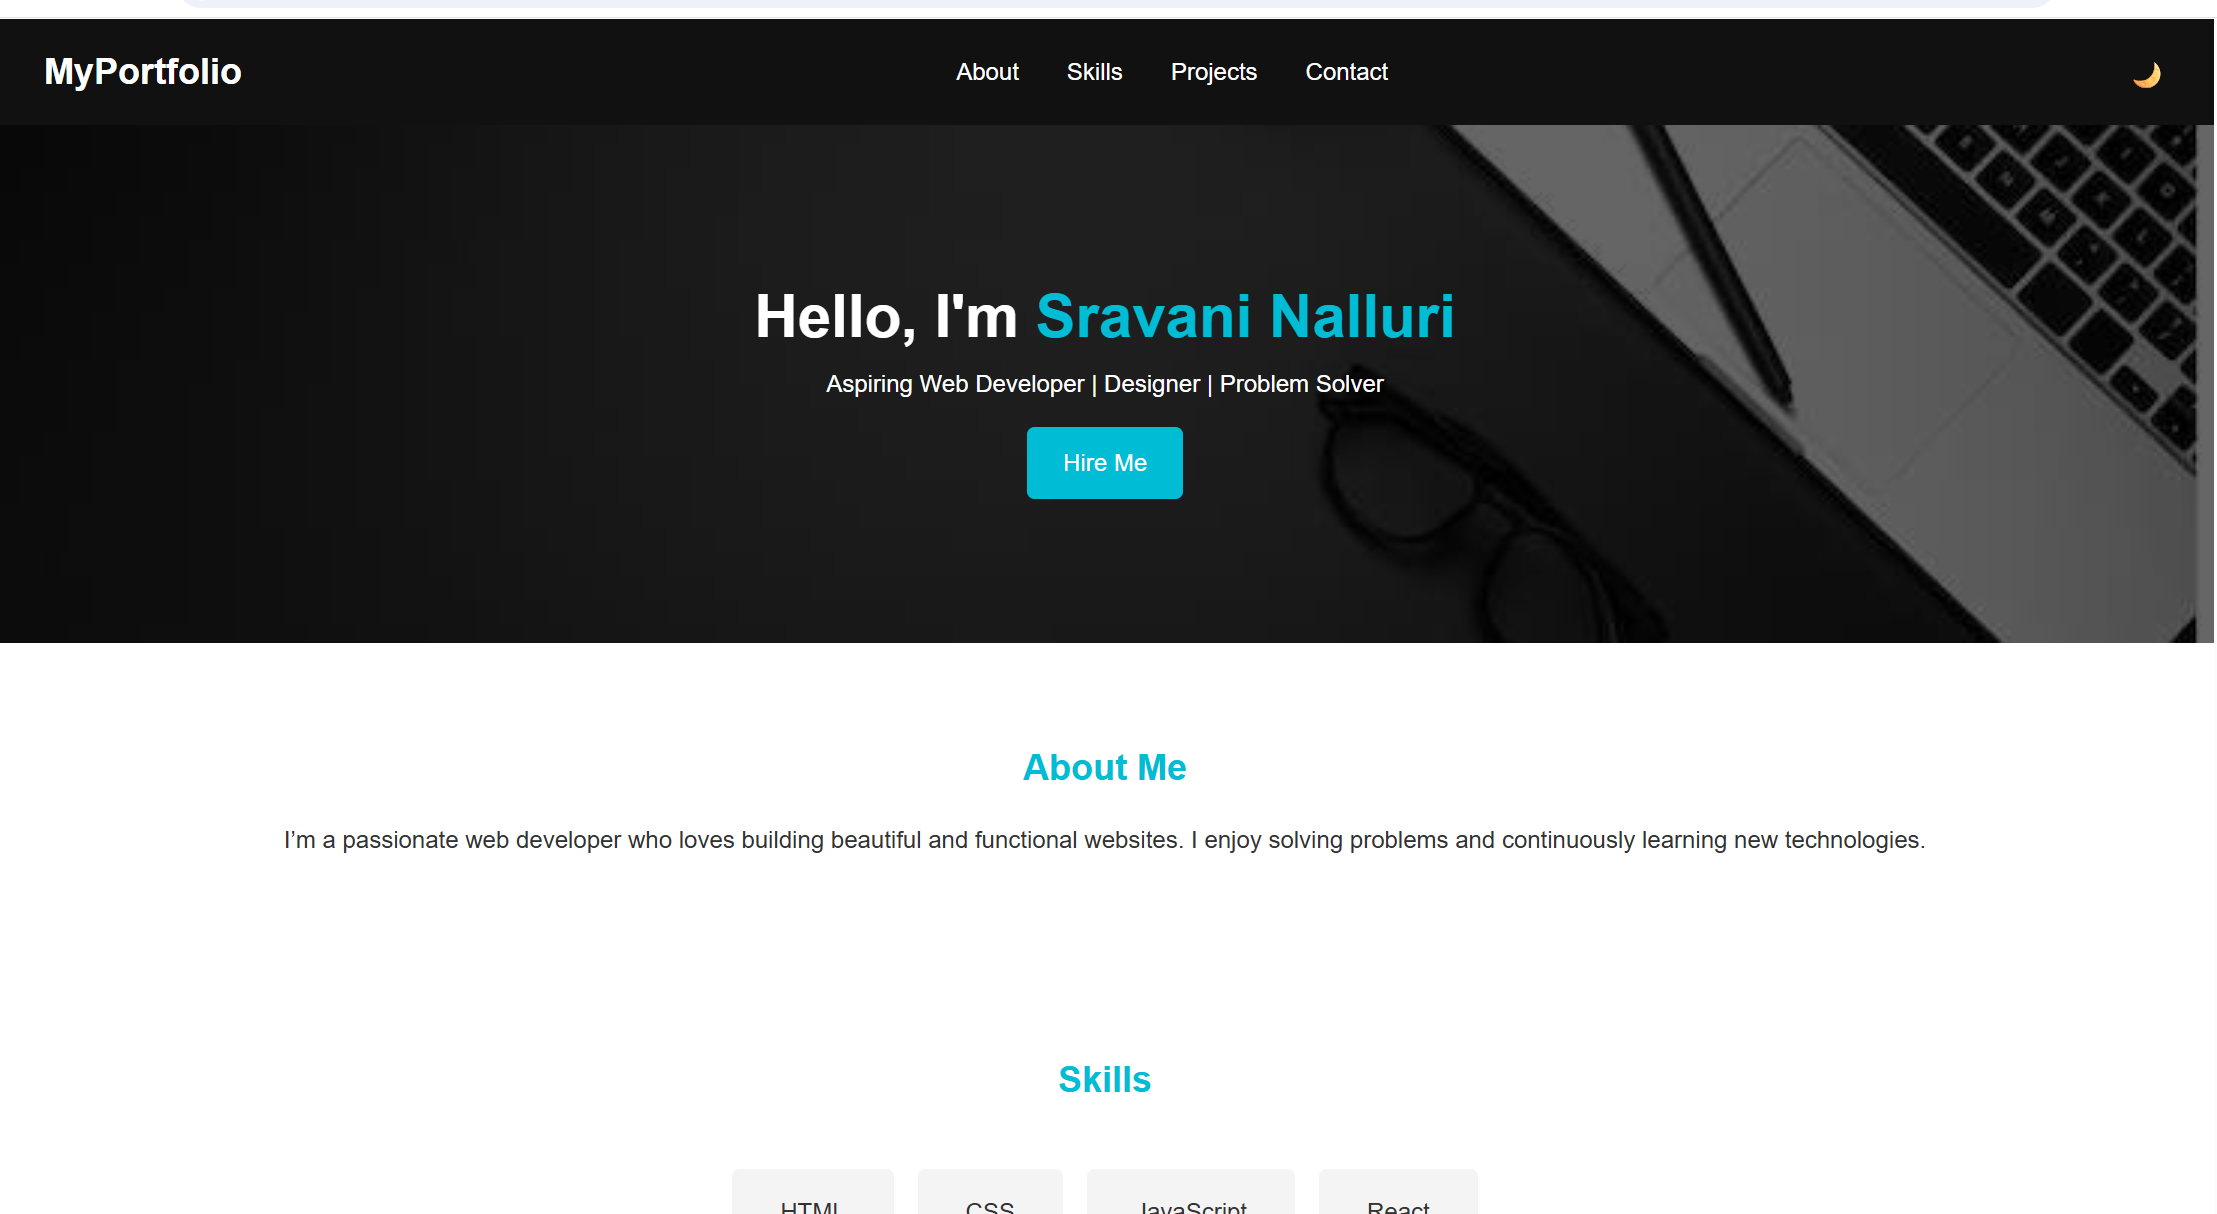 MyPortfolio
About Skills Projects Contact
Hello, I'm Sravani Nalluri
Aspiring Web Developer | Designer | Problem Solver
Hire Me
About Me
I’m a passionate web developer who loves building beautiful and functional websites. I enjoy solving problems and continuously learning new technologies.
Skills
HTML CSS JavaScript React